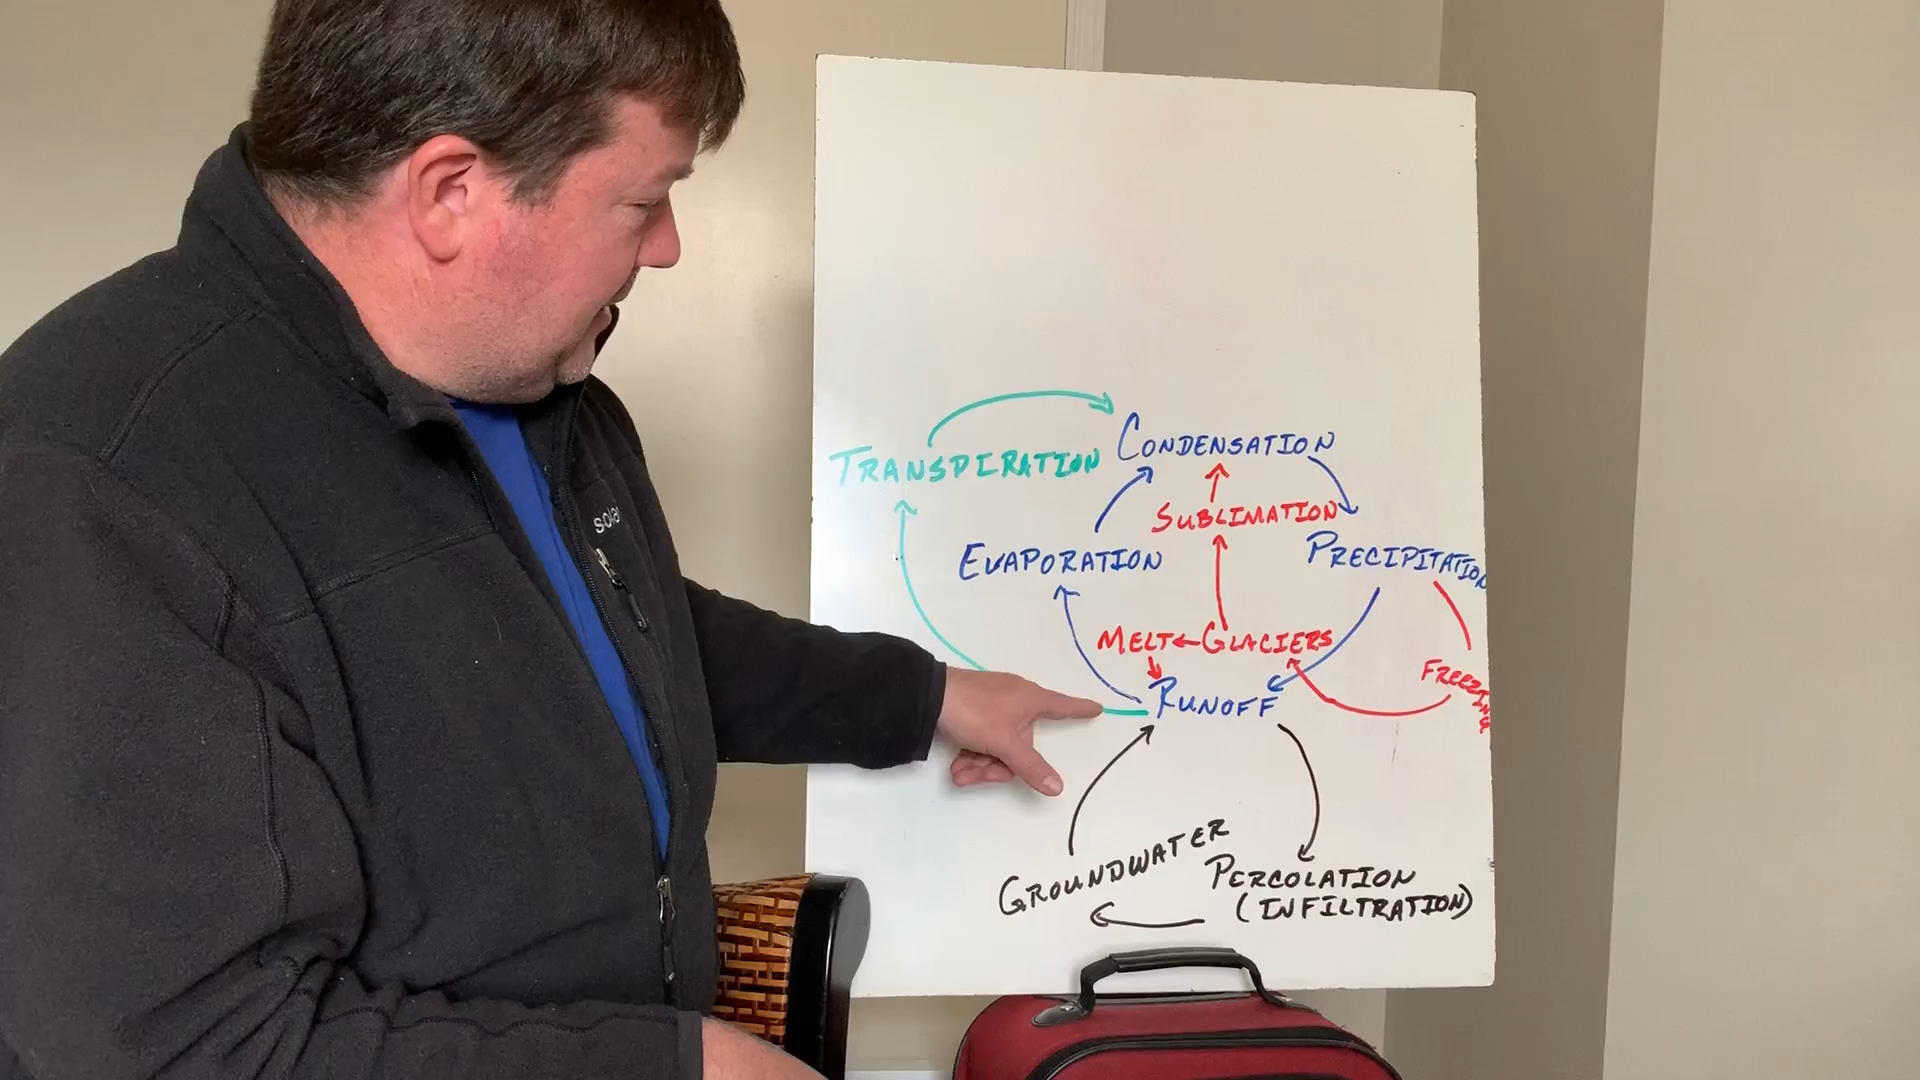 CONDENSATION
TRANSPIRATION
SUBLIMATION
EVAPORATION
PRECIPITATION
MELT
GLACIERS
FREEZING
RUNOFF
GROUNDWATER
PERCOLATION
(INFILTRATION)